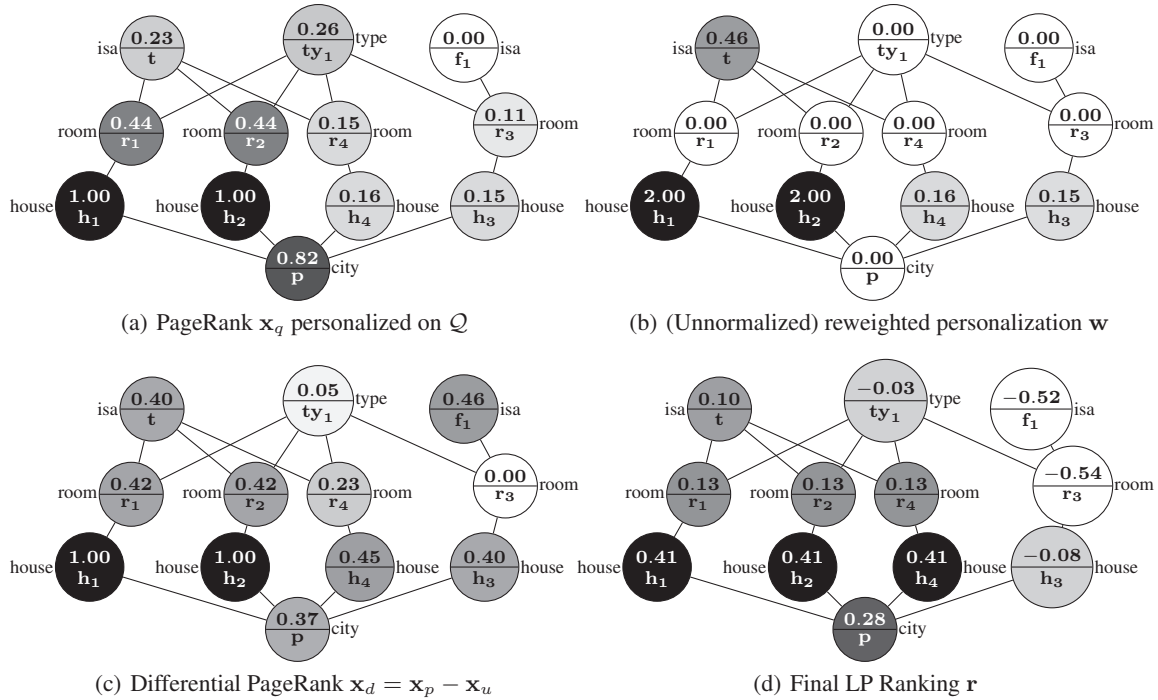 0.23 0.26 0.00 0.46 0.00 0.00
isa type isa isa type isa
t ty1 f1 t ty1 f1
0.44 0.44 0.15 0.11 0.00 0.00 0.00 0.00
room room room room room room room room
r1 r2 r4 r3 r1 r2 r4 r3
1.00 1.00 0.16 0.15 2.00 2.00 0.16 0.15
house house house house house house house house
h1 h2 h4 h3 h1 h2 h4 h3
0.82 city 0.00 city
p p
(a) PageRank xq personalized on Q (b) (Unnormalized) reweighted personalization w
0.40 0.05 0.46 0.10 −0.03 −0.52
isa type isa isa type isa
t ty1 f1 t ty1 f1
0.42 0.42 0.23 0.00 0.13 0.13 0.13 −0.54
room room room room room room room room
r1 r2 r4 r3 r1 r2 r4 r3
1.00 1.00 0.45 0.40 0.41 0.41 0.41 −0.08
house house house house house house house house
h1 h2 h4 h3 h1 h2 h4 h3
0.37 city 0.28 city
p p
(c) Differential PageRank xd = xp − xu (d) Final LP Ranking r